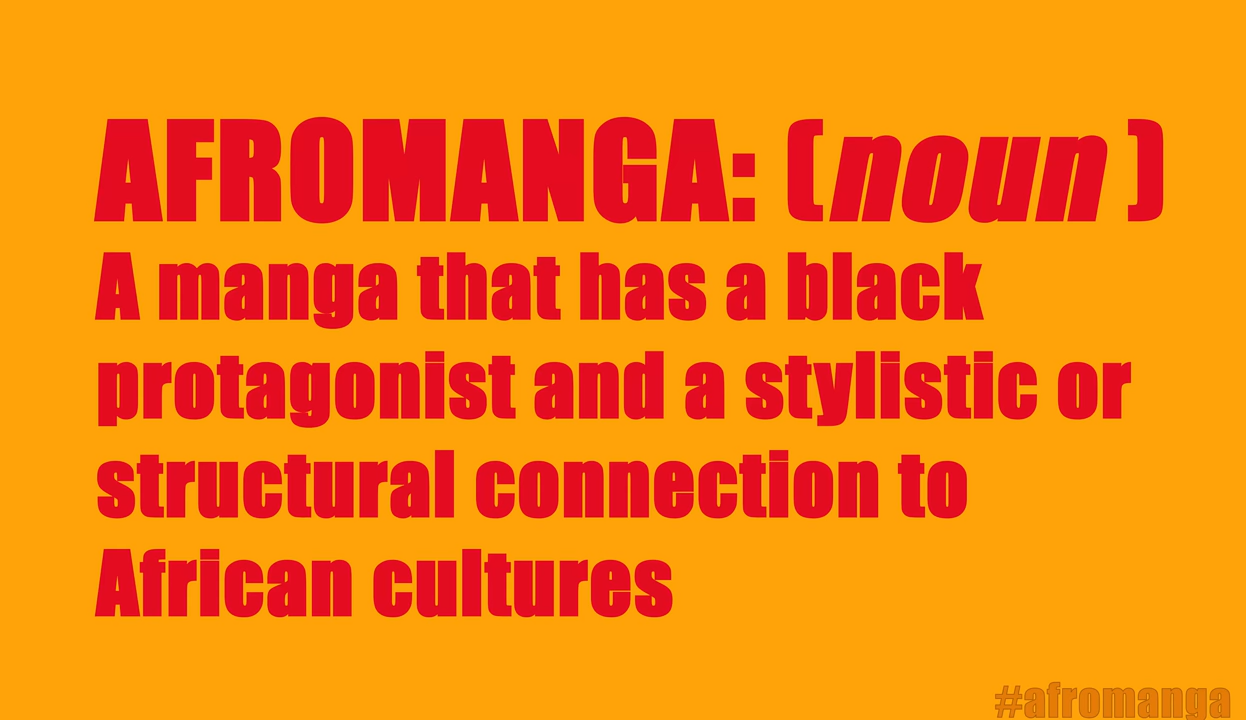 AFROMANGA: (noun)
A manga that has a black
protagonist and a stylistic or
structural connection to
African cultures
#afromanga